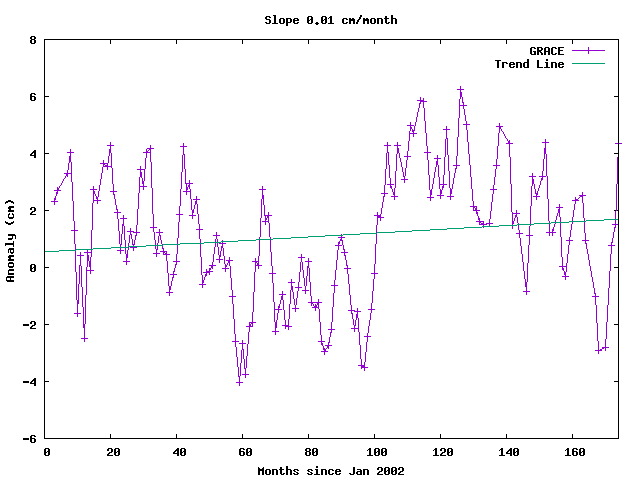 Slope 0.01 cm/month
GRACE
Trend Line
8
6
4
2
0
-2
-4
-6
Anomaly (cm)
0 20 40 60 80 100 120 140 160
Months since Jan 2002